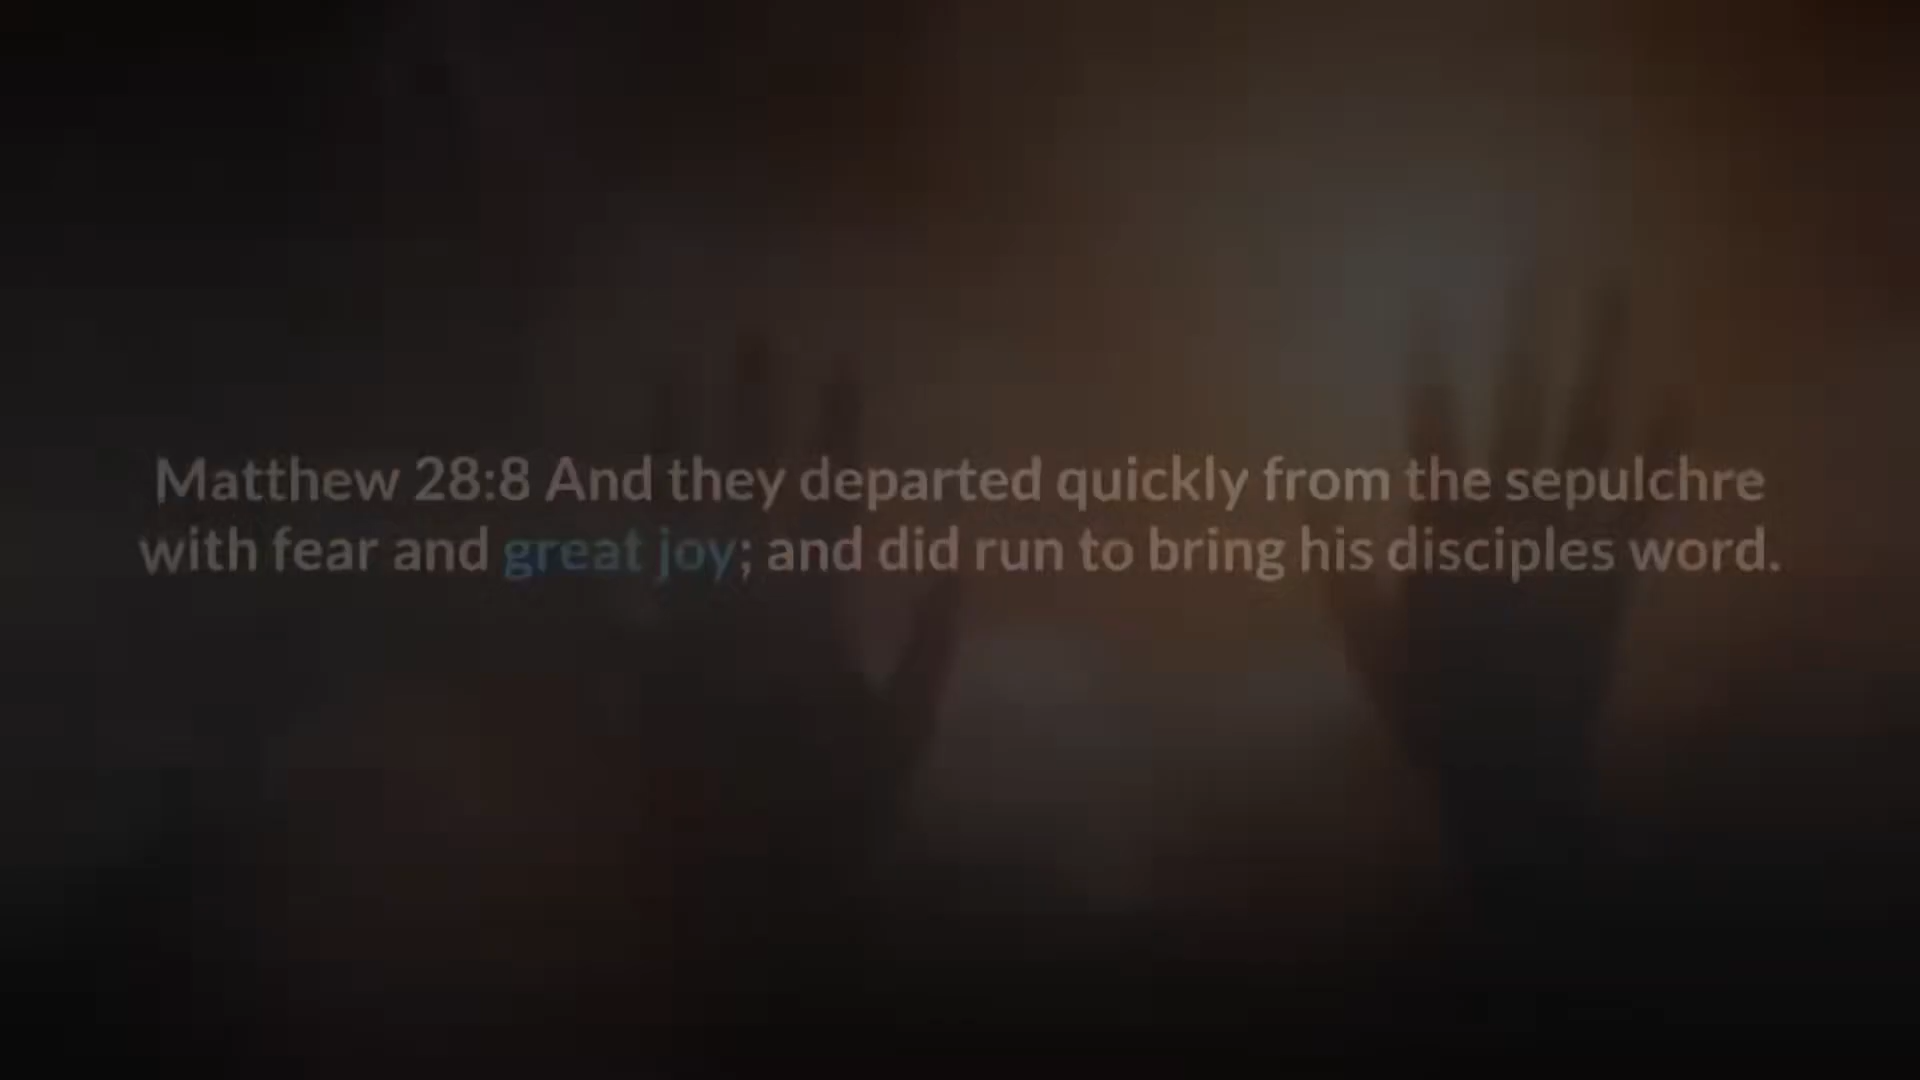 Matthew 28:8 And they departed quickly from the sepulchre
with fear and great joy; and did run to bring his disciples word.